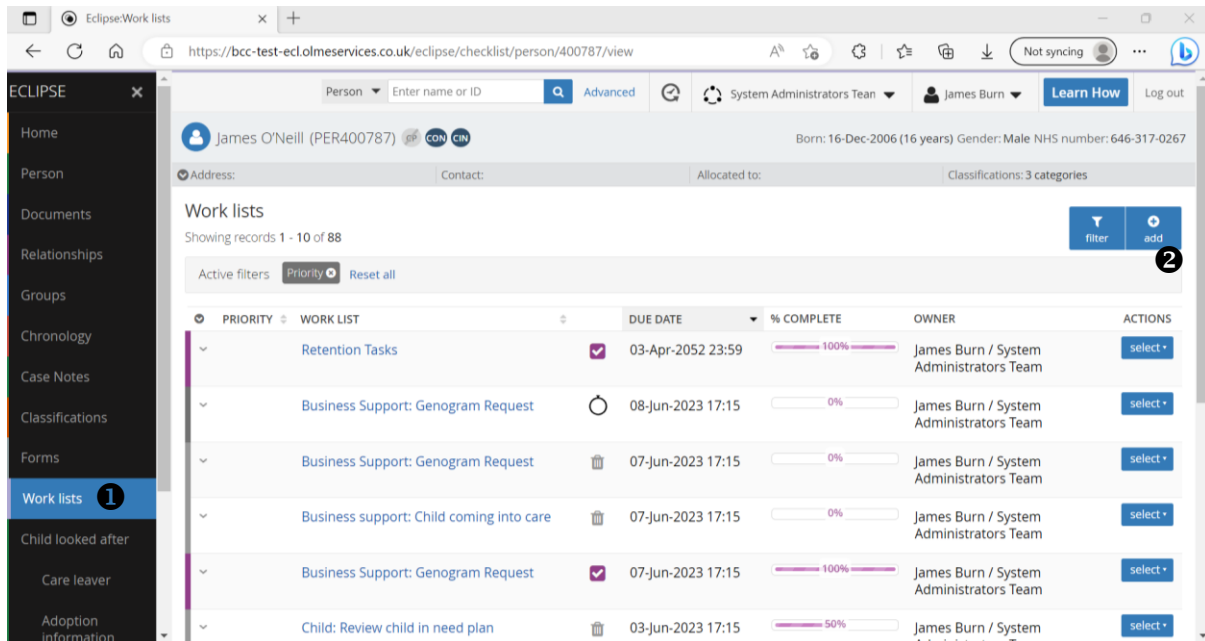 Eclipse:Work lists
https://bcc-test-ecl.olmeservices.co.uk/eclipse/checklist/person/400787/view
Not syncing
ECLIPSE
Person Enter name or ID Advanced System Administrators Tean James Burn Learn How Log out
Home
Person
Documents
Relationships
Groups
Chronology
Case Notes
Classifications
Forms
Work lists 1
Child looked after
Care leaver
Adoption
information
James O'Neill (PER400787) PP CON CIN Born: 16-Dec-2006 (16 years) Gender: Male NHS number: 646-317-0267
Address: Contact: Allocated to: Classifications: 3 categories
Work lists
Showing records 1 - 10 of 88
filter add
2
Active filters Priority Reset all
PRIORITY WORK LIST DUE DATE % COMPLETE OWNER ACTIONS
Retention Tasks 03-Apr-2052 23:59 100% James Burn / System select
Administrators Team
Business Support: Genogram Request 08-Jun-2023 17:15 0% James Burn / System select
Administrators Team
Business Support: Genogram Request 07-Jun-2023 17:15 0% James Burn / System select
Administrators Team
Business support: Child coming into care 07-Jun-2023 17:15 0% James Burn / System select
Administrators Team
Business Support: Genogram Request 07-Jun-2023 17:15 100% James Burn / System select
Administrators Team
Child: Review child in need plan 03-Jun-2023 17:15 50% James Burn / System select
Administrators Team